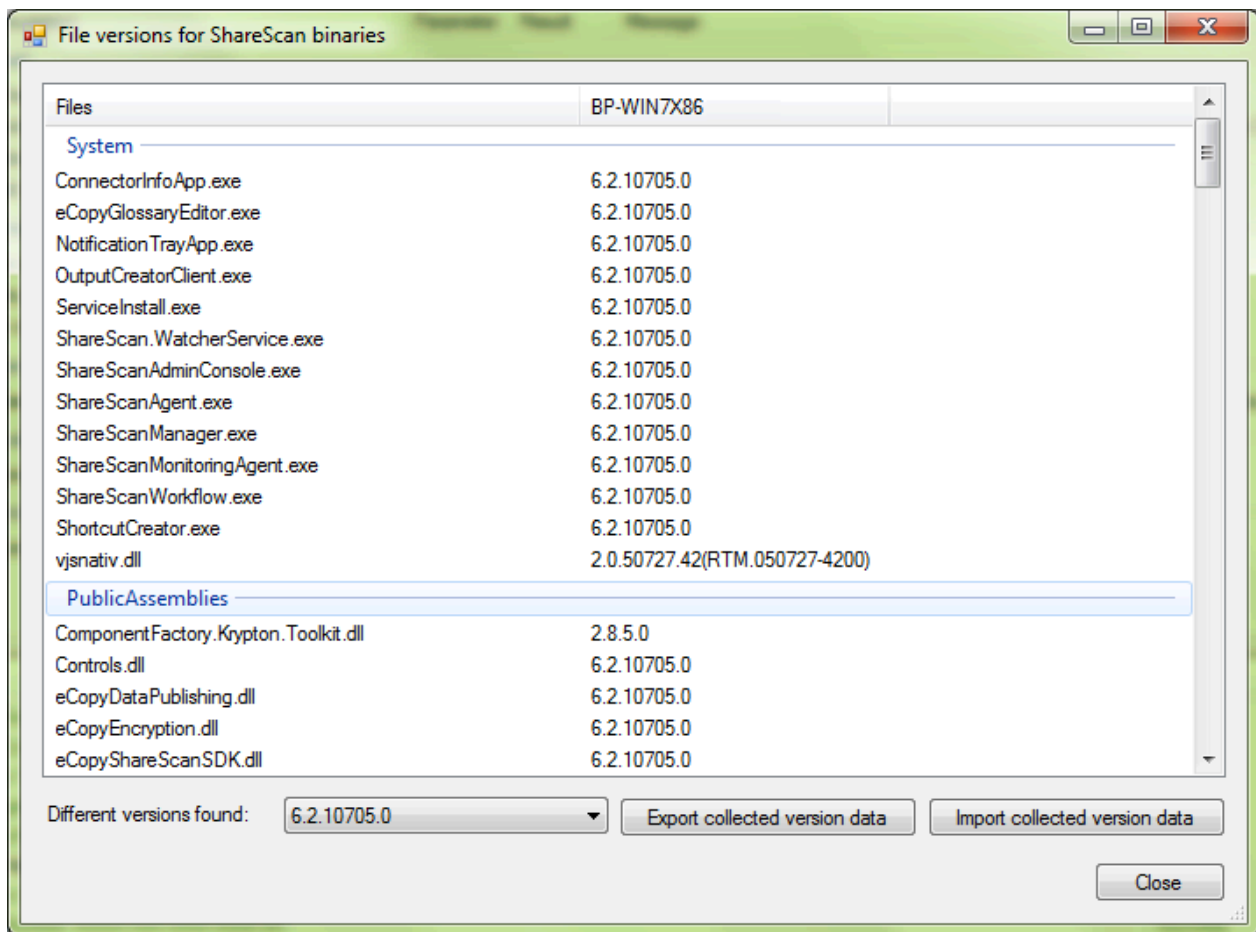 Parameter Result Message
File versions for ShareScan binaries
Files BP-WIN7X86
System
ConnectorInfoApp.exe 6.2.10705.0
eCopyGlossaryEditor.exe 6.2.10705.0
NotificationTrayApp.exe 6.2.10705.0
OutputCreatorClient.exe 6.2.10705.0
ServiceInstall.exe 6.2.10705.0
ShareScan.WatcherService.exe 6.2.10705.0
ShareScanAdminConsole.exe 6.2.10705.0
ShareScanAgent.exe 6.2.10705.0
ShareScanManager.exe 6.2.10705.0
ShareScanMonitoringAgent.exe 6.2.10705.0
ShareScanWorkflow.exe 6.2.10705.0
ShortcutCreator.exe 6.2.10705.0
vjsnativ.dll 2.0.50727.42(RTM.050727-4200)
PublicAssemblies
ComponentFactory.Krypton.Toolkit.dll 2.8.5.0
Controls.dll 6.2.10705.0
eCopyDataPublishing.dll 6.2.10705.0
eCopyEncryption.dll 6.2.10705.0
eCopyShareScanSDK.dll 6.2.10705.0
Different versions found: 6.2.10705.0 Export collected version data Import collected version data
Close